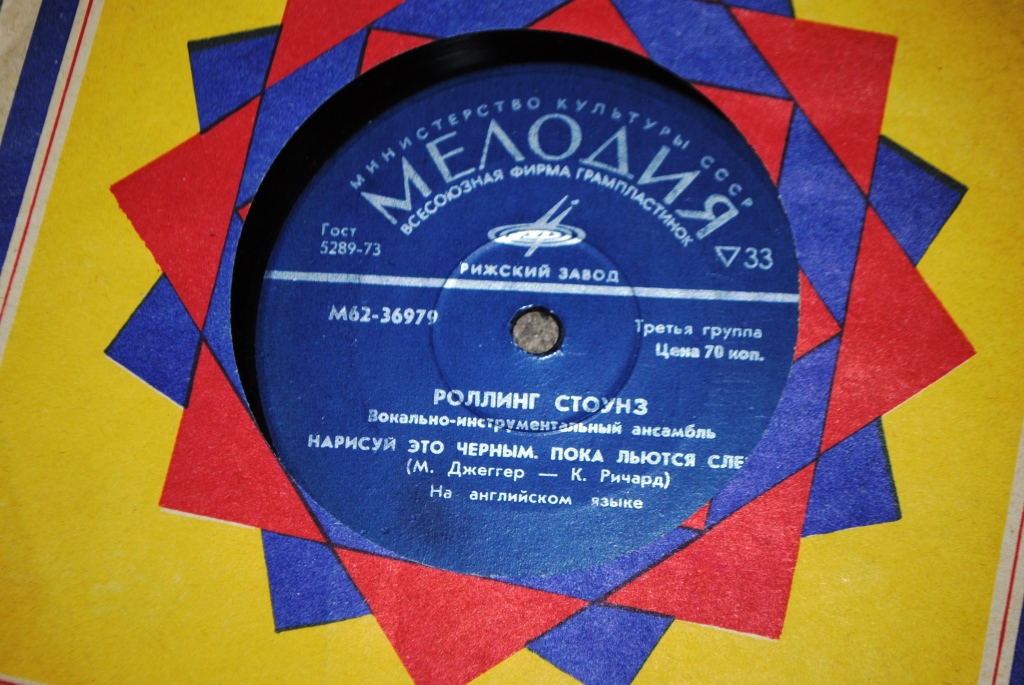 МИНИСТЕРСТВО КУЛЬТУРЫ СССР
МЕЛОДИЯ
ВСЕСОЮЗНАЯ ФИРМА ГРАМПЛАСТИНОК
Гост
5289-73
33
РИЖСКИЙ ЗАВОД
М62-36979
Третья группа
Цена 70 коп.
РОЛЛИНГ СТОУНЗ
Вокально-инструментальный ансамбль
НАРИСУЙ ЭТО ЧЕРНЫМ. ПОКА ЛЬЮТСЯ
(М. Джеггер — К. Ричард)
На английском языке